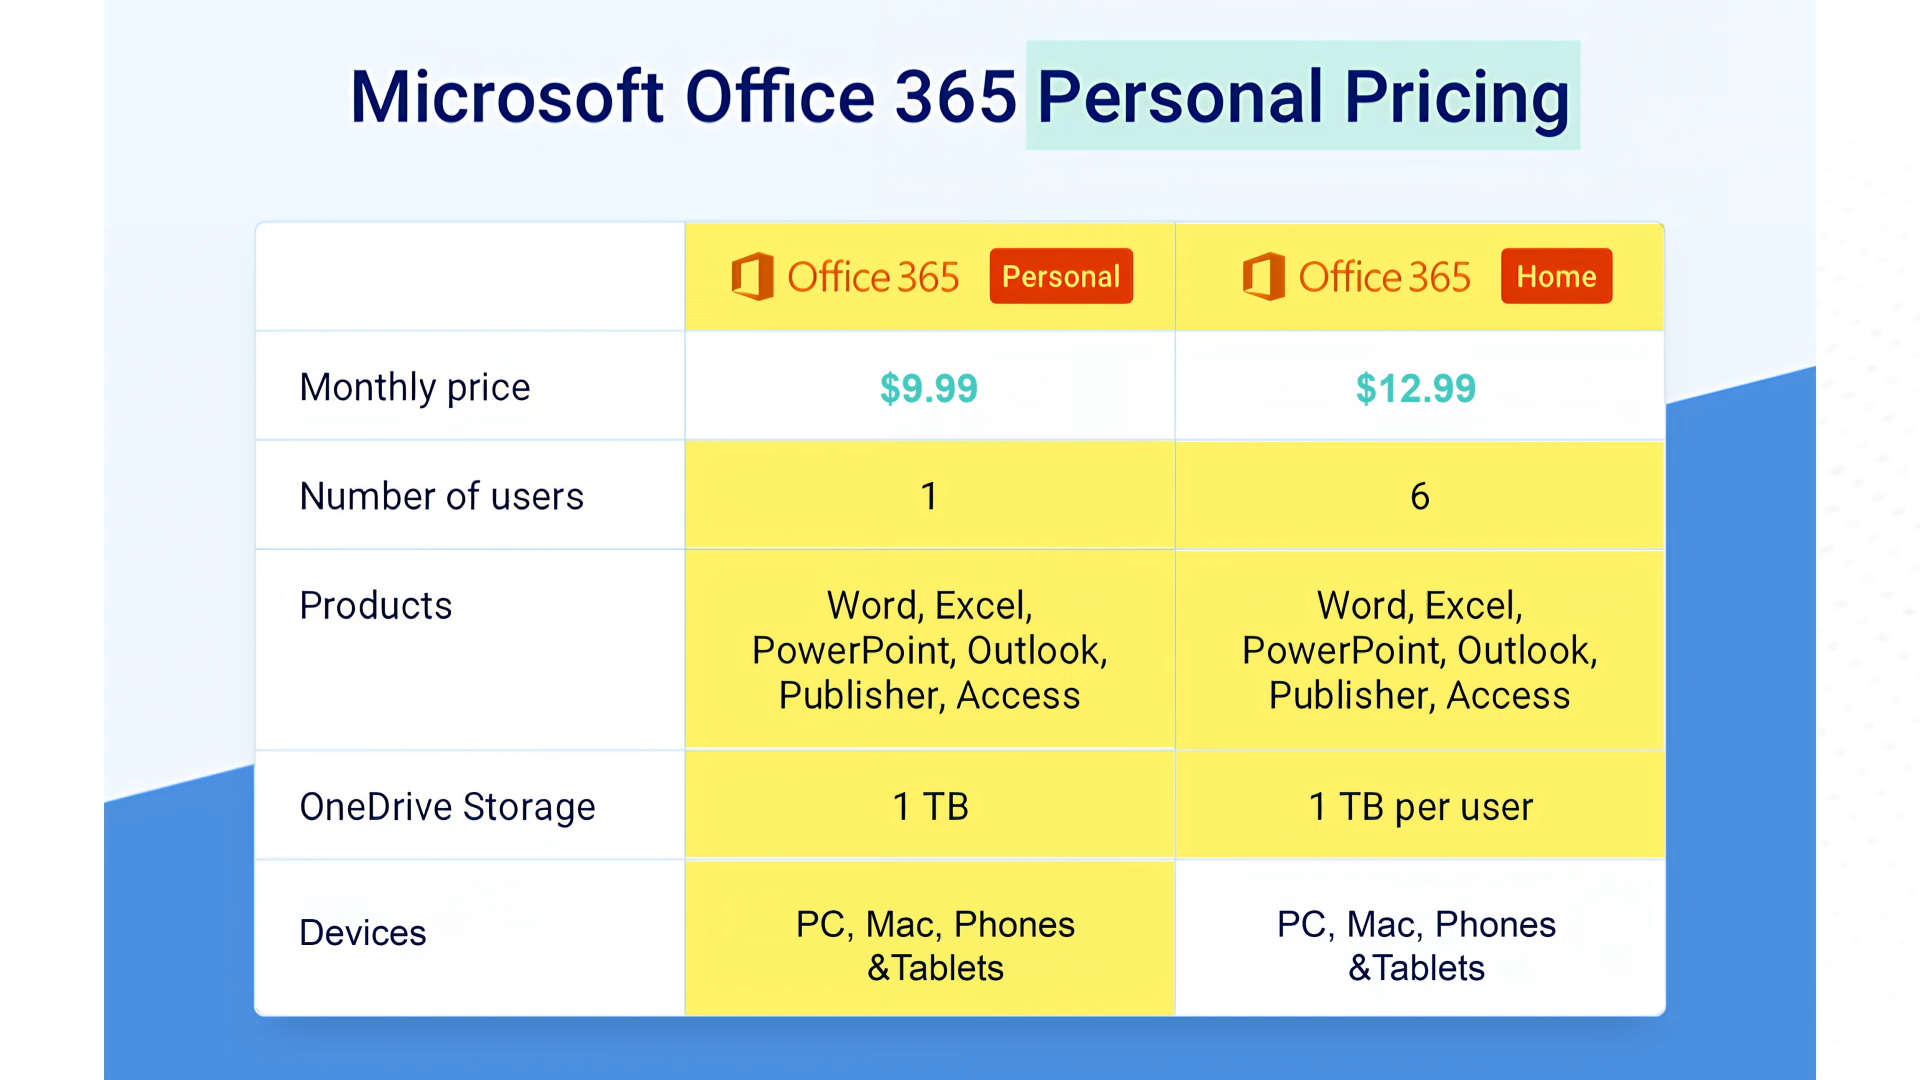 Microsoft Office 365 Personal Pricing
Office 365 Personal
Office 365 Home
Monthly price
$9.99
$12.99
Number of users
1
6
Products
Word, Excel,
PowerPoint, Outlook,
Publisher, Access
Word, Excel,
PowerPoint, Outlook,
Publisher, Access
OneDrive Storage
1 TB
1 TB per user
Devices
PC, Mac, Phones
&Tablets
PC, Mac, Phones
&Tablets